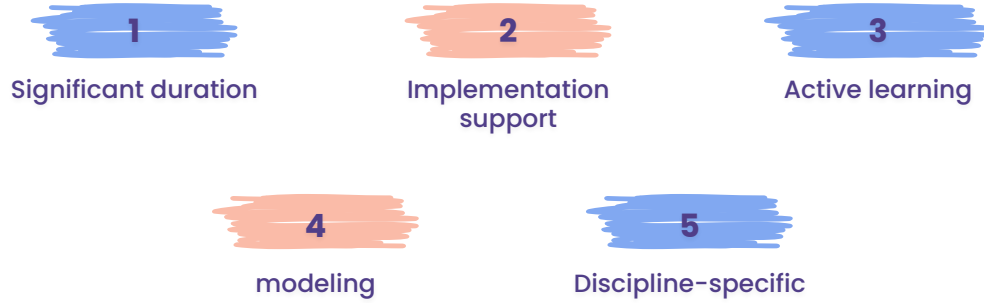 1
Significant duration
2
Implementation
support
3
Active learning
4
modeling
5
Discipline-specific